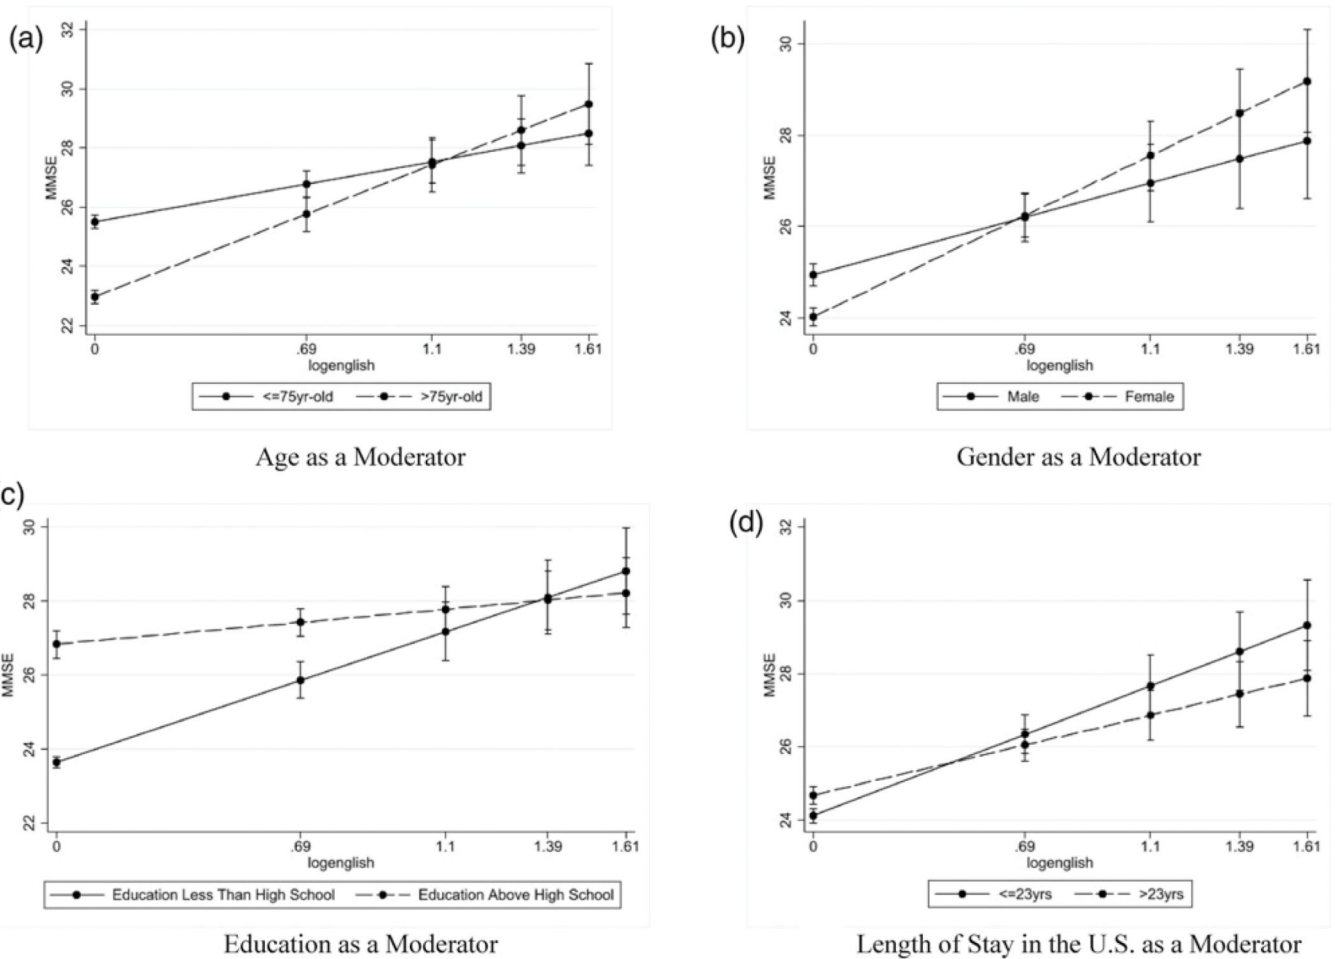 (a)
32
30
28
26
24
22
MMSE
0 .69 1.1 1.39 1.61
logenglish
<=75yr-old >75yr-old
Age as a Moderator
(b)
30
28
26
24
MMSE
0 .69 1.1 1.39 1.61
logenglish
Male Female
Gender as a Moderator
(c)
30
28
26
24
22
MMSE
0 .69 1.1 1.39 1.61
logenglish
Education Less Than High School Education Above High School
Education as a Moderator
(d)
32
30
28
26
24
MMSE
0 .69 1.1 1.39 1.61
logenglish
<=23yrs >23yrs
Length of Stay in the U.S. as a Moderator